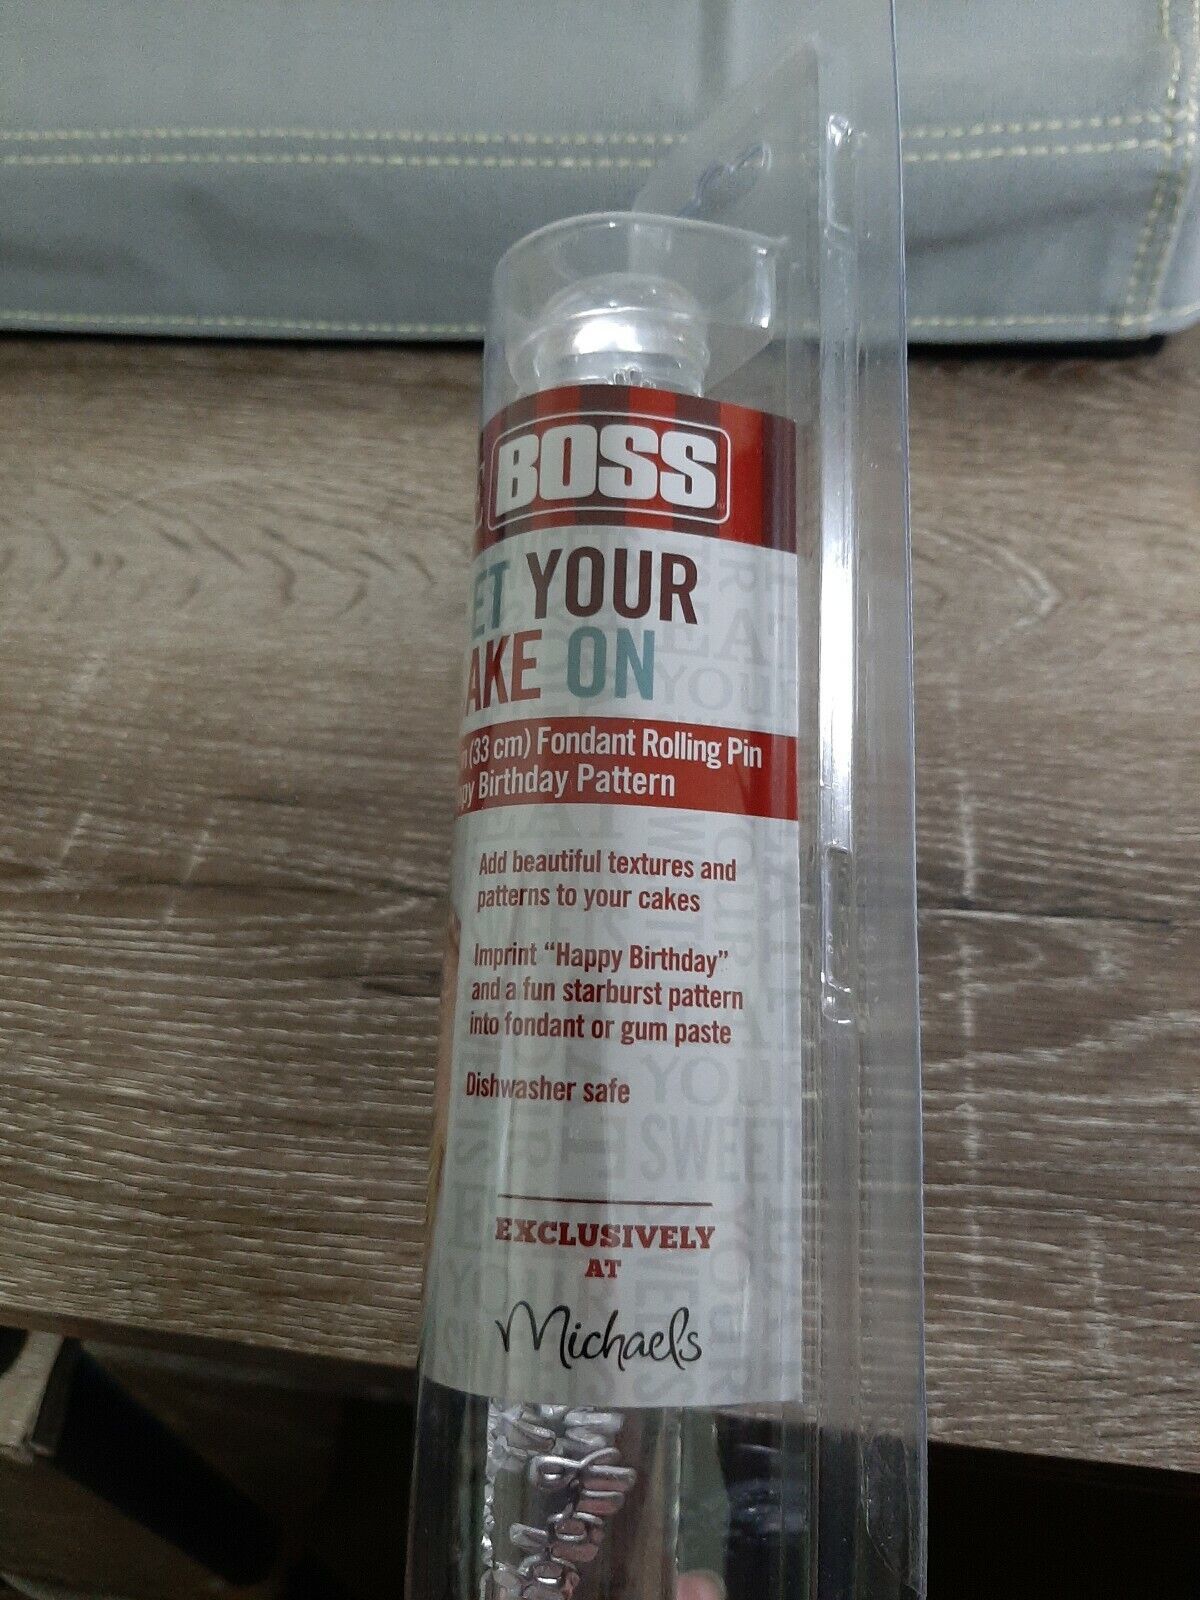 BOSS
ET YOUR
AKE ON
n (33 cm) Fondant Rolling Pin
py Birthday Pattern
Add beautiful textures and
patterns to your cakes
Imprint “Happy Birthday”
and a fun starburst pattern
into fondant or gum paste
Dishwasher safe
EXCLUSIVELY
AT
Michaels